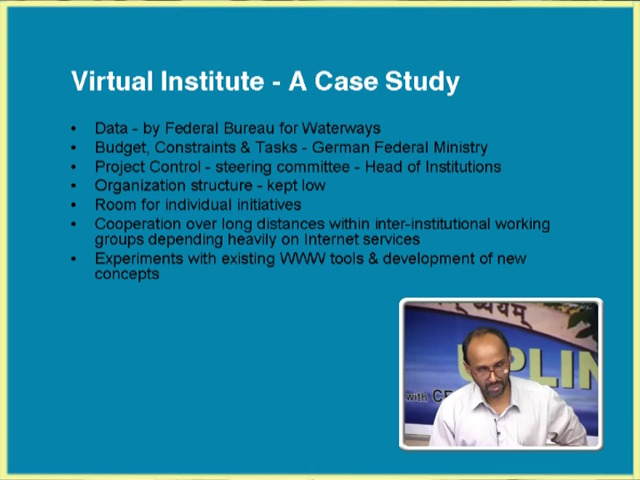 Virtual Institute - A Case Study
• Data - by Federal Bureau for Waterways
• Budget, Constraints & Tasks - German Federal Ministry
• Project Control - steering committee - Head of Institutions
• Organization structure - kept low
• Room for individual initiatives
• Cooperation over long distances within inter-institutional working
groups depending heavily on Internet services
• Experiments with existing WWW tools & development of new
concepts
UPLIN
with